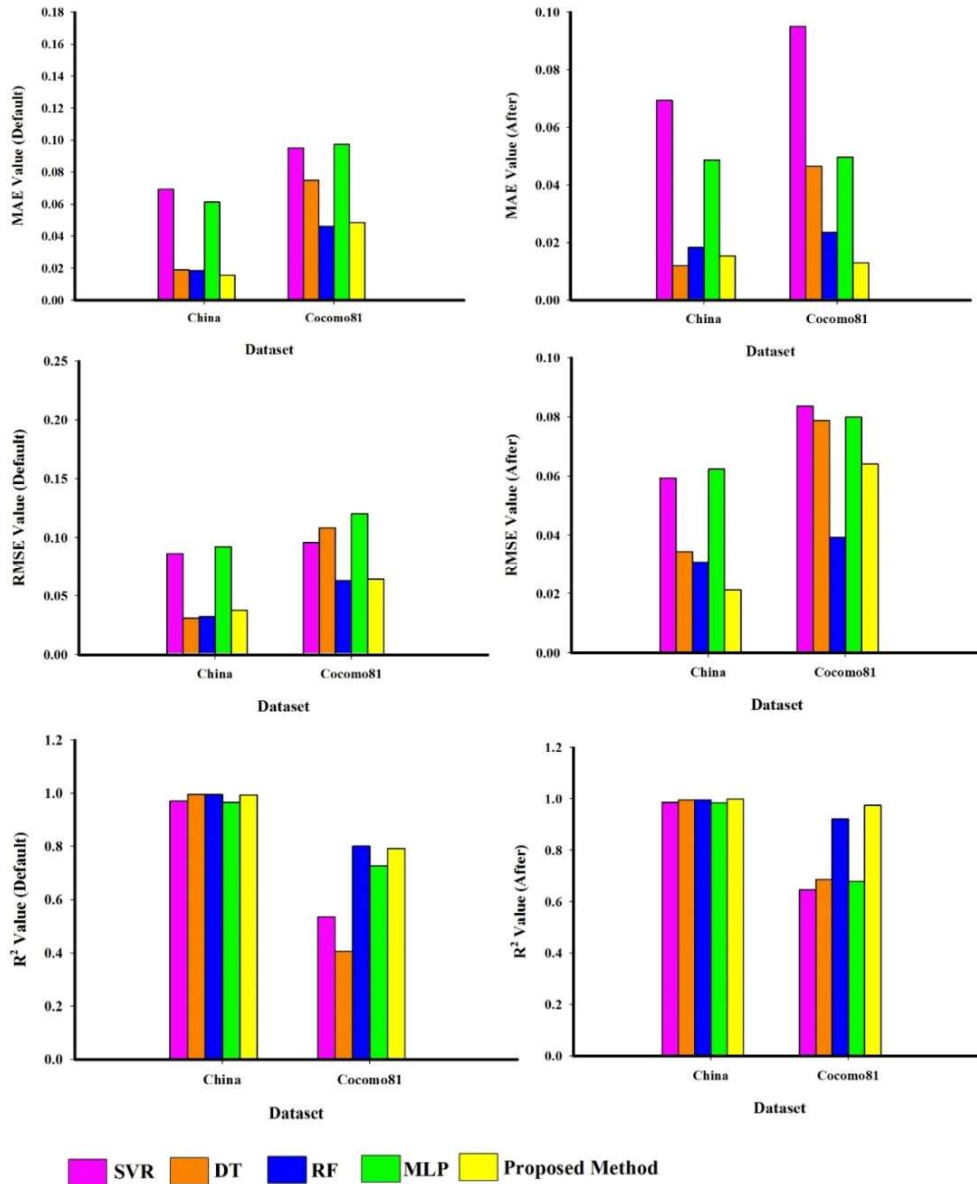 MAE Value (Default)
0.18
0.16
0.14
0.12
0.10
0.08
0.06
0.04
0.02
0.00
China
Cocomo81
Dataset
MAE Value (After)
0.10
0.08
0.06
0.04
0.02
0.00
China
Cocomo81
Dataset
RMSE Value (Default)
0.25
0.20
0.15
0.10
0.05
0.00
China
Cocomo81
Dataset
RMSE Value (After)
0.10
0.08
0.06
0.04
0.02
0.00
China
Cocomo81
Dataset
R² Value (Default)
1.2
1.0
0.8
0.6
0.4
0.2
0.0
China
Cocomo81
Dataset
R² Value (After)
1.2
1.0
0.8
0.6
0.4
0.2
0.0
China
Cocomo81
Dataset
SVR DT RF MLP Proposed Method